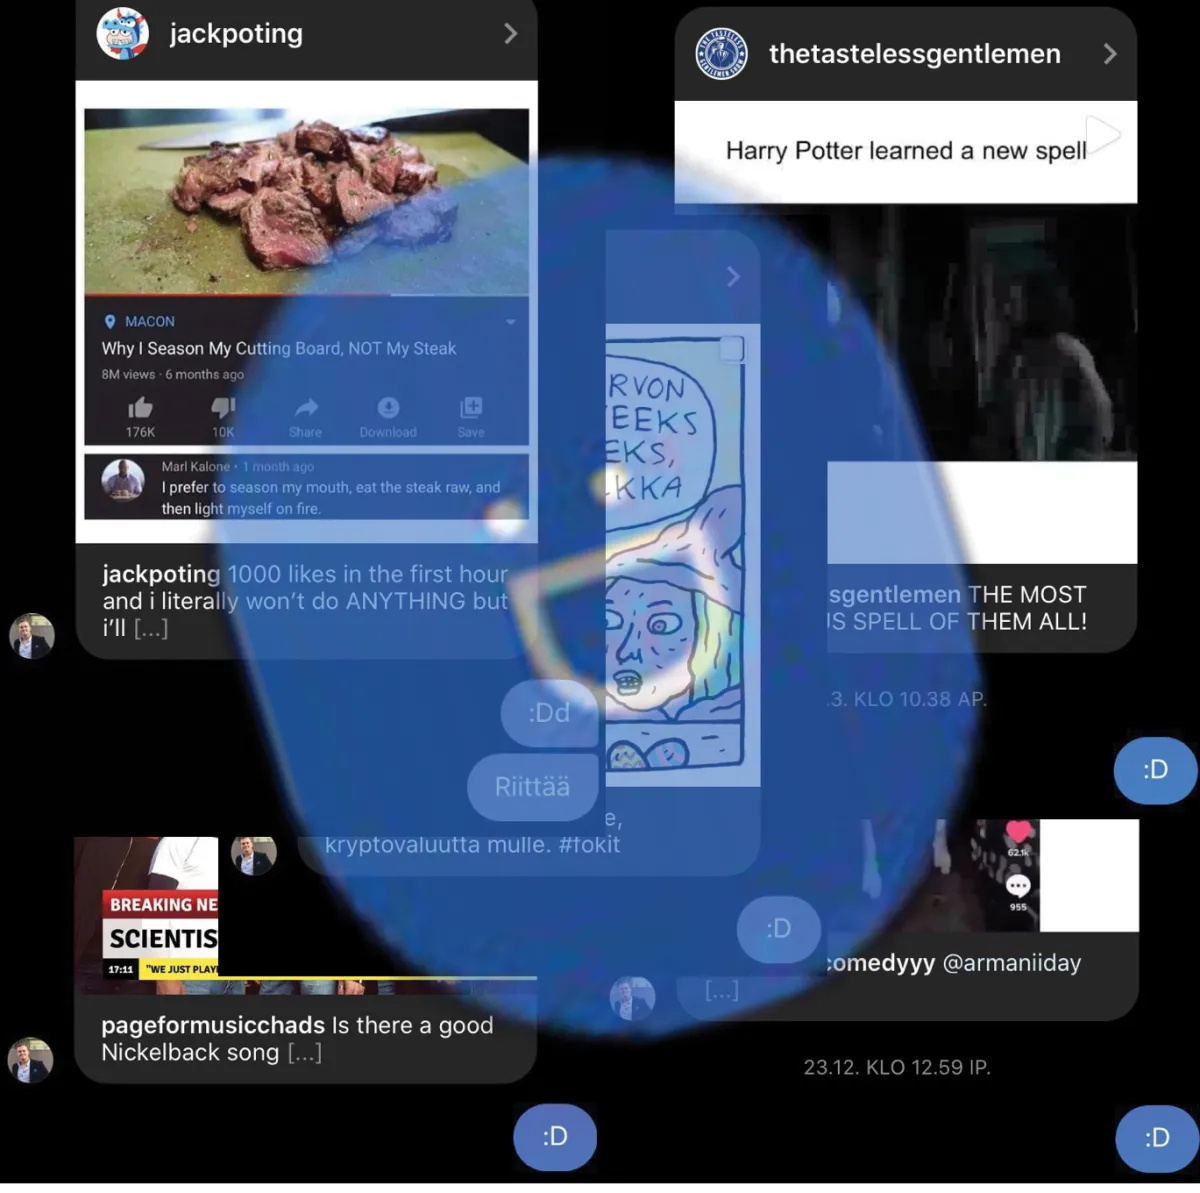 jackpoting
MACON
Why I Season My Cutting Board, NOT My Steak
8M views · 6 months ago
176K
10K
Share
Download
Save
Marl Kalone · 1 month ago
I prefer to season my mouth, eat the steak raw, and
then light myself on fire.
jackpoting 1000 likes in the first hour
and i literally won't do ANYTHING but
i'll [...]
:Dd
Riittää
BREAKING NE
SCIENTIS
17:11 "WE JUST PLAY
pageformusicchads Is there a good
Nickelback song [...]
:D
RVON
EEKS
EKS,
KKA
e,
kryptovaluutta mulle. #fokit
:D
[...]
thetastelessgentlemen
Harry Potter learned a new spell
sgentlemen THE MOST
S SPELL OF THEM ALL!
.3. KLO 10.38 AP.
:D
62.1k
955
comedyyy @armaniiday
23.12. KLO 12.59 IP.
:D